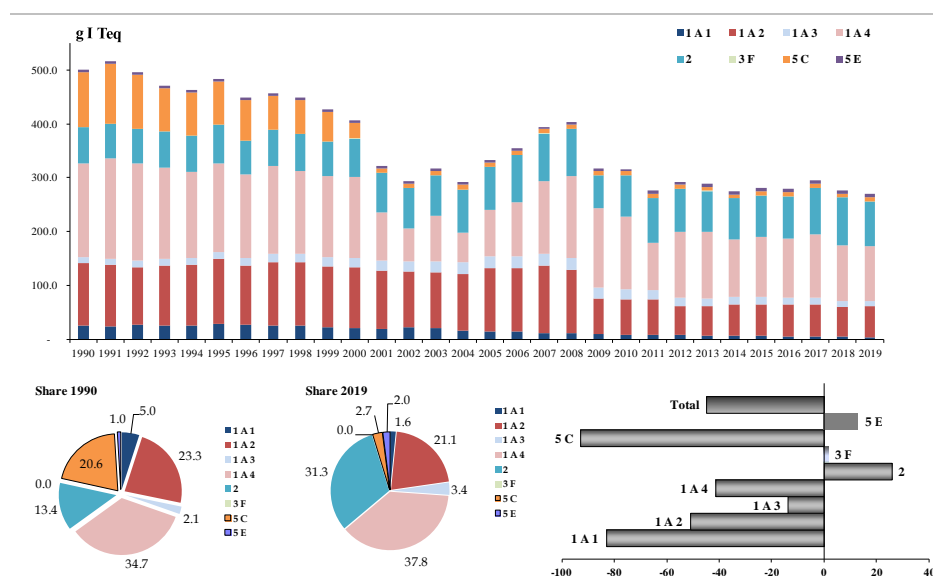 g I Teq
1 A 1 1 A 2 1 A 3 1 A 4
2 3 F 5 C 5 E
500.0
400.0
300.0
200.0
100.0
-
1990 1991 1992 1993 1994 1995 1996 1997 1998 1999 2000 2001 2002 2003 2004 2005 2006 2007 2008 2009 2010 2011 2012 2013 2014 2015 2016 2017 2018 2019
Share 1990
1.0
5.0
23.3
2.1
34.7
13.4
0.0
20.6
1 A 1
1 A 2
1 A 3
1 A 4
2
3 F
5 C
5 E
Share 2019
2.0
1.6
21.1
3.4
37.8
31.3
0.0
2.7
1 A 1
1 A 2
1 A 3
1 A 4
2
3 F
5 C
5 E
Total
5 E
5 C
3 F
2
1 A 4
1 A 3
1 A 2
1 A 1
-100 -80 -60 -40 -20 0 20 40